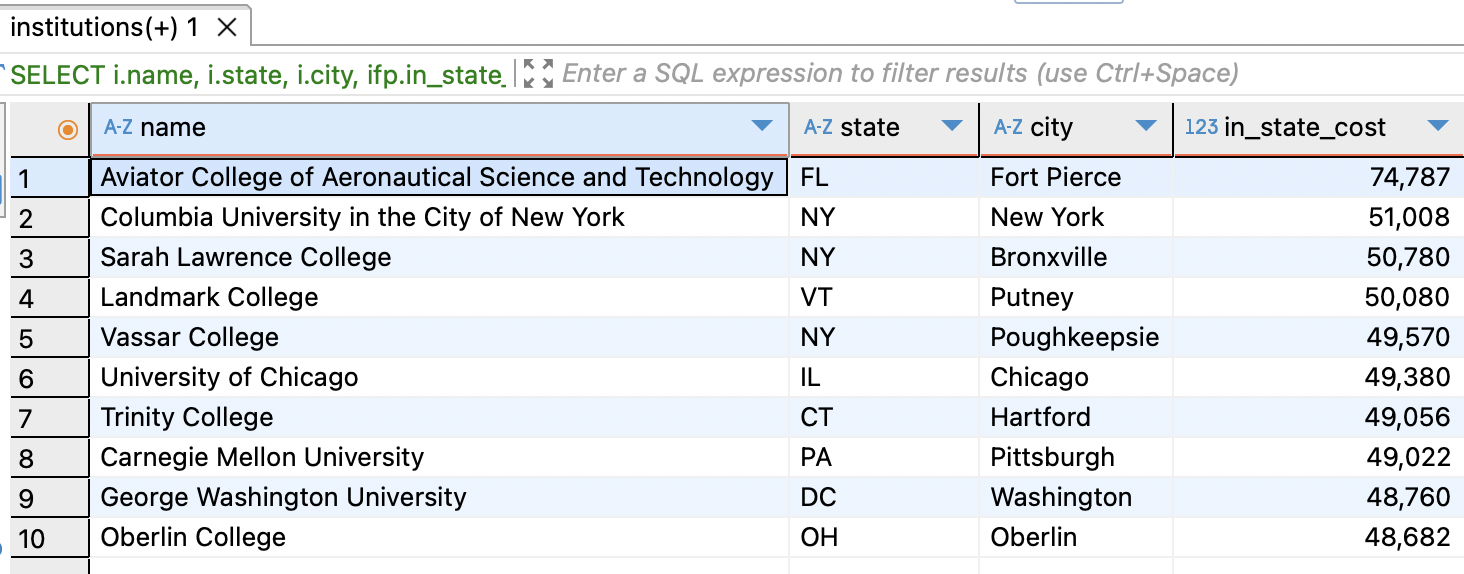 institutions(+) 1
SELECT i.name, i.state, i.city, ifp.in_state_ Enter a SQL expression to filter results (use Ctrl+Space)
A-Z name A-Z state A-Z city 123 in_state_cost
1 Aviator College of Aeronautical Science and Technology FL Fort Pierce 74,787
2 Columbia University in the City of New York NY New York 51,008
3 Sarah Lawrence College NY Bronxville 50,780
4 Landmark College VT Putney 50,080
5 Vassar College NY Poughkeepsie 49,570
6 University of Chicago IL Chicago 49,380
7 Trinity College CT Hartford 49,056
8 Carnegie Mellon University PA Pittsburgh 49,022
9 George Washington University DC Washington 48,760
10 Oberlin College OH Oberlin 48,682